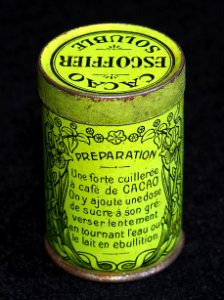 CACAO
ESCOFFIER
SOLUBLE
PREPARATION
Une forte cuillerée
à café de CACAO
On y ajoute une dose
de sucre à son gré
verser lentement
en tournant l'eau ou
le lait en ébullition